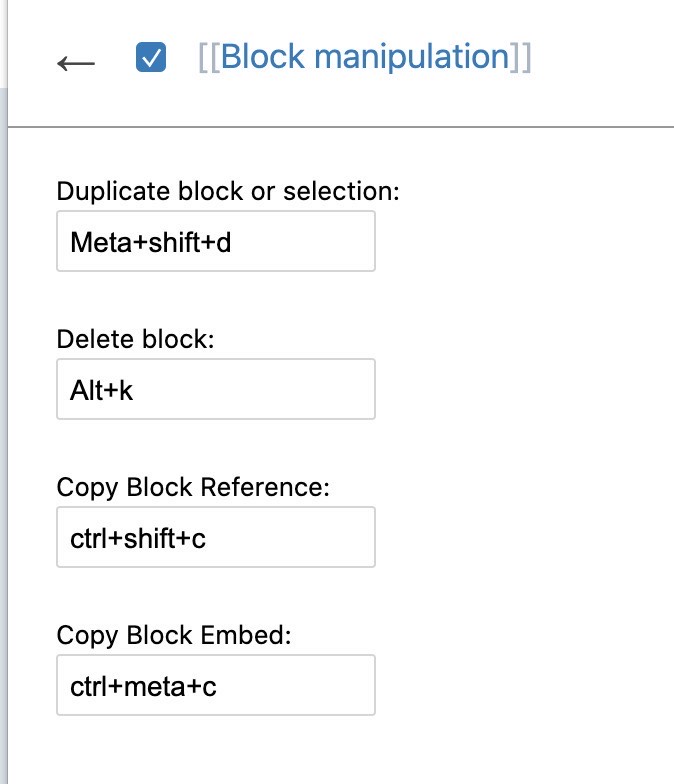 ← [[Block manipulation]]
Duplicate block or selection:
Meta+shift+d
Delete block:
Alt+k
Copy Block Reference:
ctrl+shift+c
Copy Block Embed:
ctrl+meta+c